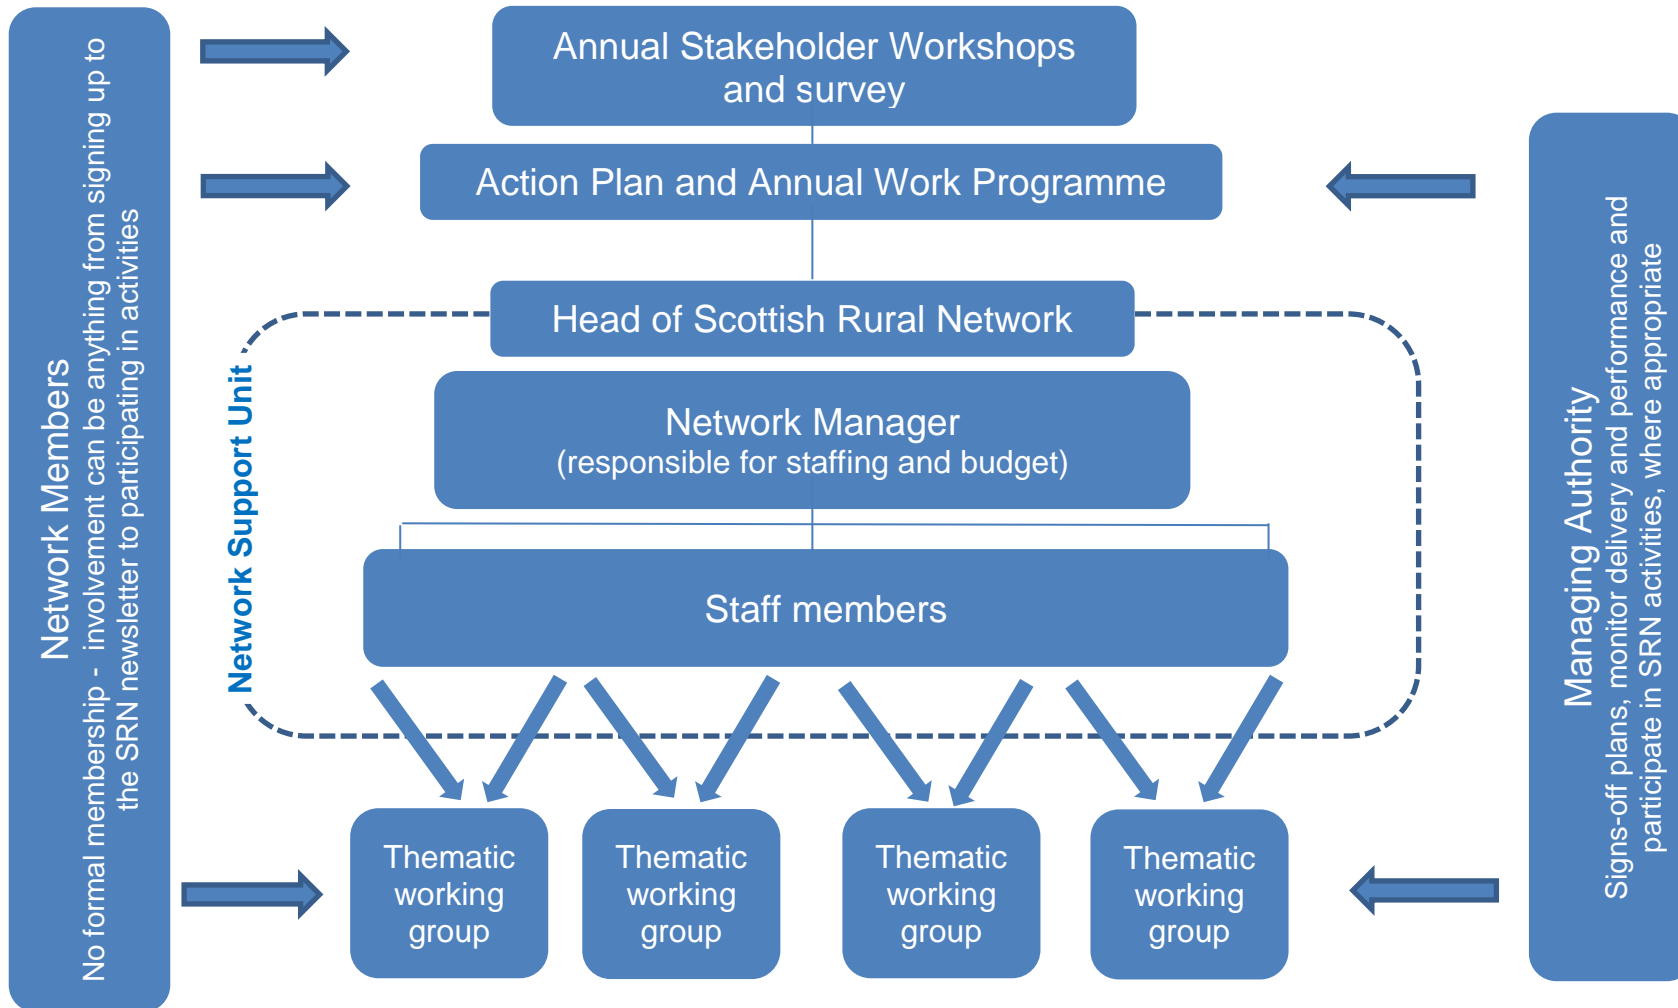 Network Members
No formal membership - involvement can be anything from signing up to
the SRN newsletter to participating in activities
Annual Stakeholder Workshops
and survey
Action Plan and Annual Work Programme
Head of Scottish Rural Network
Network Support Unit
Network Manager
(responsible for staffing and budget)
Staff members
Thematic
working
group
Thematic
working
group
Thematic
working
group
Thematic
working
group
Managing Authority
Signs-off plans, monitor delivery and performance and
participate in SRN activities, where appropriate